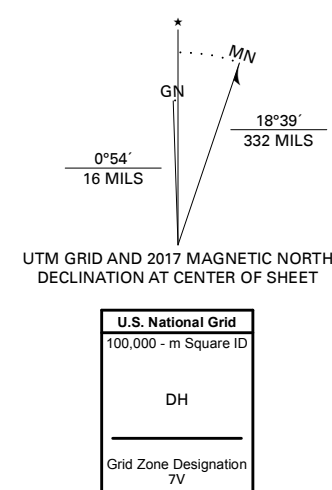 ★
MN
GN
18°39´
332 MILS
0°54´
16 MILS
UTM GRID AND 2017 MAGNETIC NORTH
DECLINATION AT CENTER OF SHEET
U.S. National Grid
100,000 - m Square ID
DH
Grid Zone Designation
7V